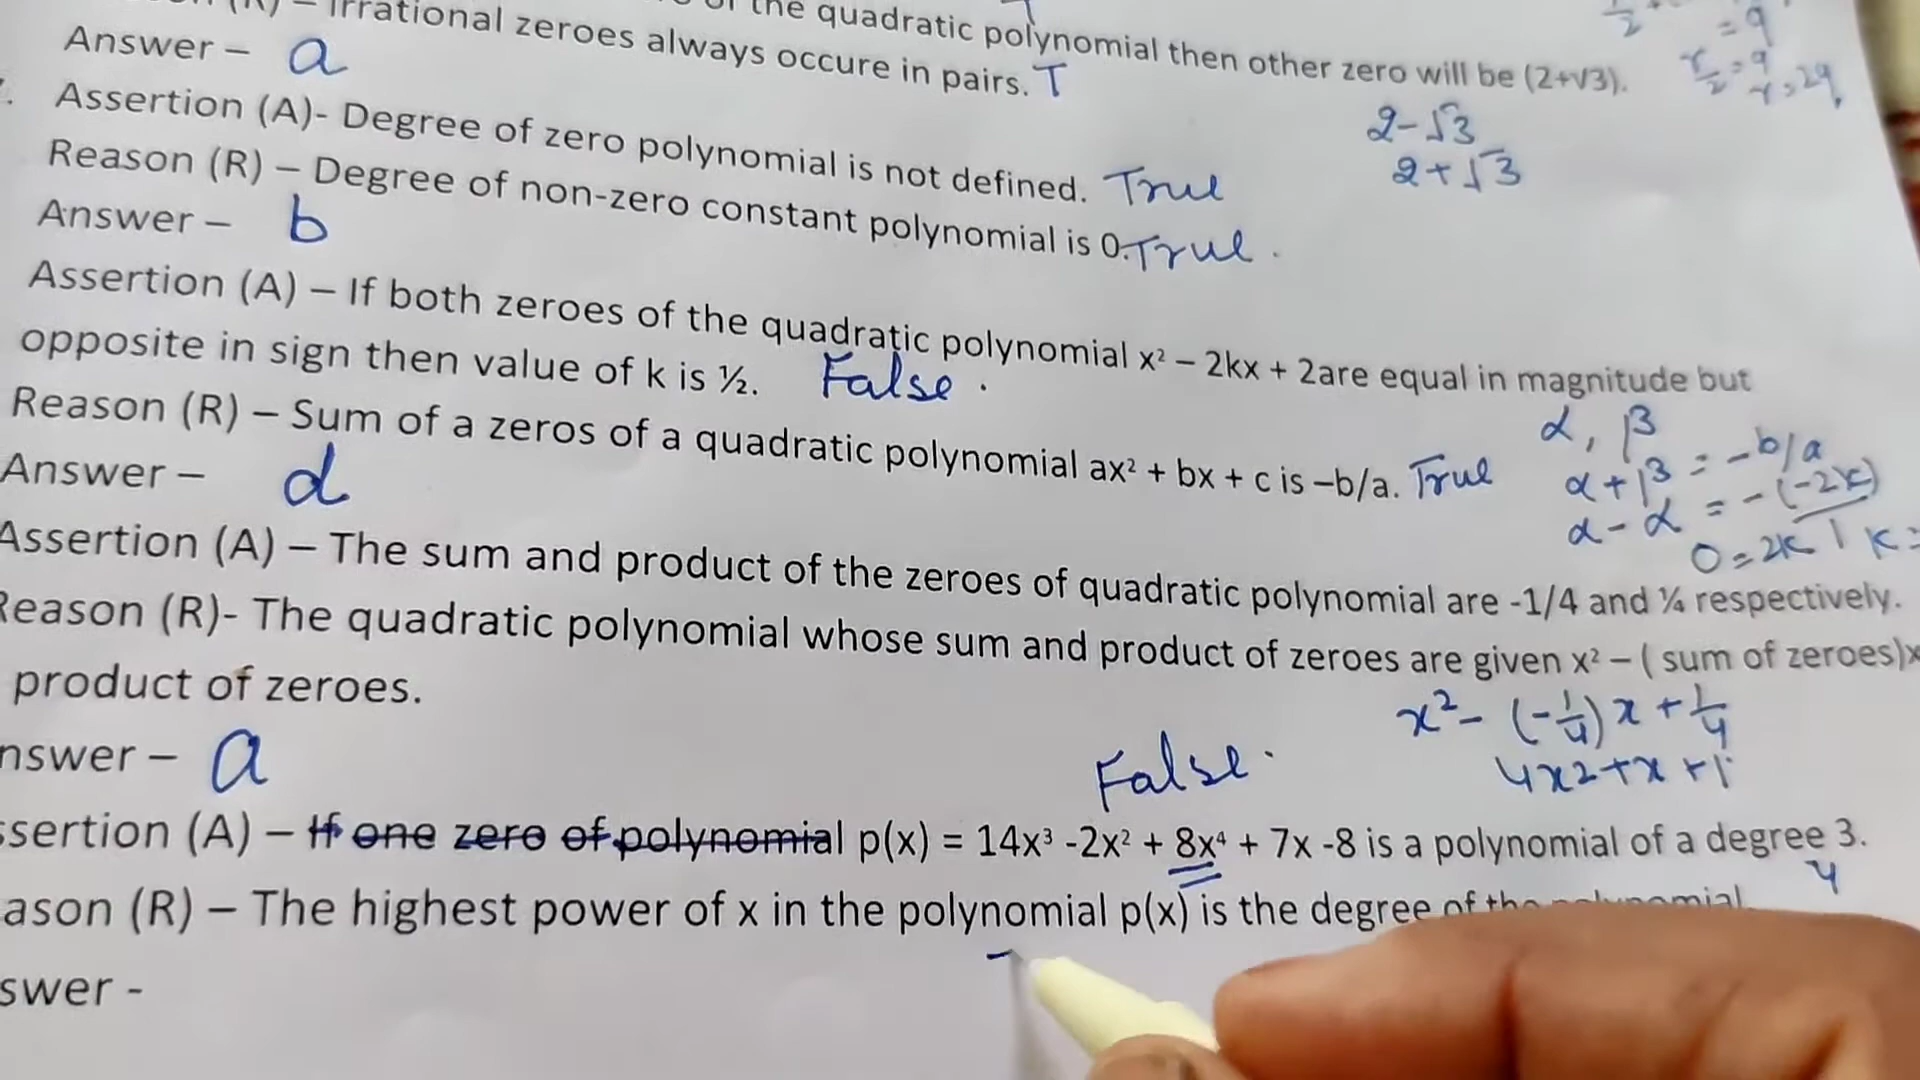 the quadratic polynomial then other zero will be (2+√3).
– Irrational zeroes always occure in pairs. T
= 9
r/2 = 9
Answer – a
2-√3
2+√3
Assertion (A)- Degree of zero polynomial is not defined. True
Reason (R) – Degree of non-zero constant polynomial is 0. True.
Answer – b
Assertion (A) – If both zeroes of the quadratic polynomial x² – 2kx + 2are equal in magnitude but
opposite in sign then value of k is ½. False.
Reason (R) – Sum of a zeros of a quadratic polynomial ax² + bx + c is –b/a. True
α, β
α+β = -b/a
α-α = -(-2k)
0=2k | k=
Answer – d
Assertion (A) – The sum and product of the zeroes of quadratic polynomial are -1/4 and ¼ respectively.
Reason (R)- The quadratic polynomial whose sum and product of zeroes are given x² – ( sum of zeroes)x
product of zeroes.
x² - (-1/4)x + 1/4
4x2+x+1
nswer – a
False.
ssertion (A) – If one zero of polynomial p(x) = 14x³ -2x² + 8x⁴ + 7x -8 is a polynomial of a degree 3.
4
ason (R) – The highest power of x in the polynomial p(x) is the degree of
swer -